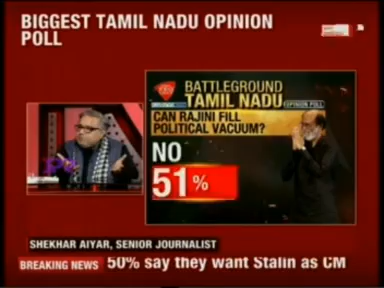 BIGGEST TAMIL NADU OPINION
POLL
BATTLEGROUND
TAMIL NADU
OPINION POLL
CAN RAJINI FILL
POLITICAL VACUUM?
NO
51%
SHEKHAR AIYAR, SENIOR JOURNALIST
BREAKING NEWS 50% say they want Stalin as CM